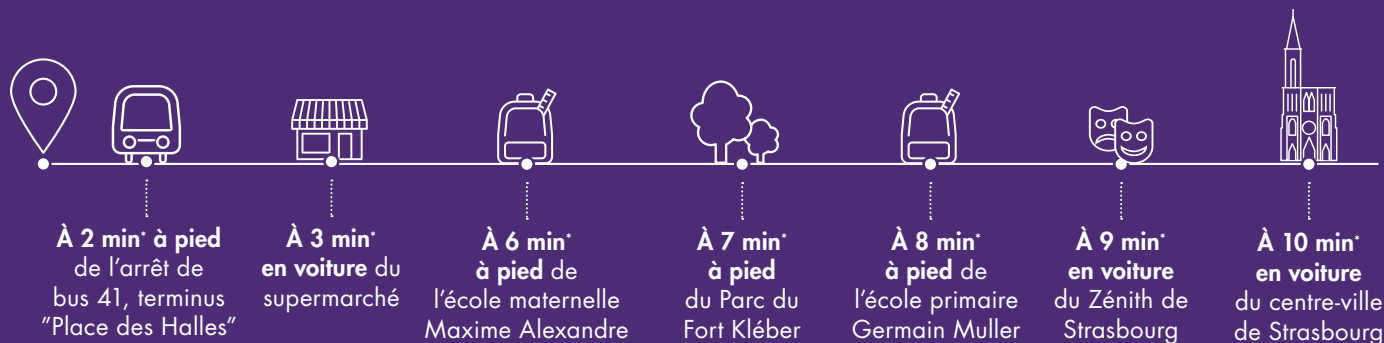 À 2 min* à pied
de l’arrêt de
bus 41, terminus
”Place des Halles”
À 3 min*
en voiture du
supermarché
À 6 min*
à pied de
l’école maternelle
Maxime Alexandre
À 7 min*
à pied
du Parc du
Fort Kléber
À 8 min*
à pied de
l’école primaire
Germain Muller
À 9 min*
en voiture
du Zénith de
Strasbourg
À 10 min*
en voiture
du centre-ville
de Strasbourg